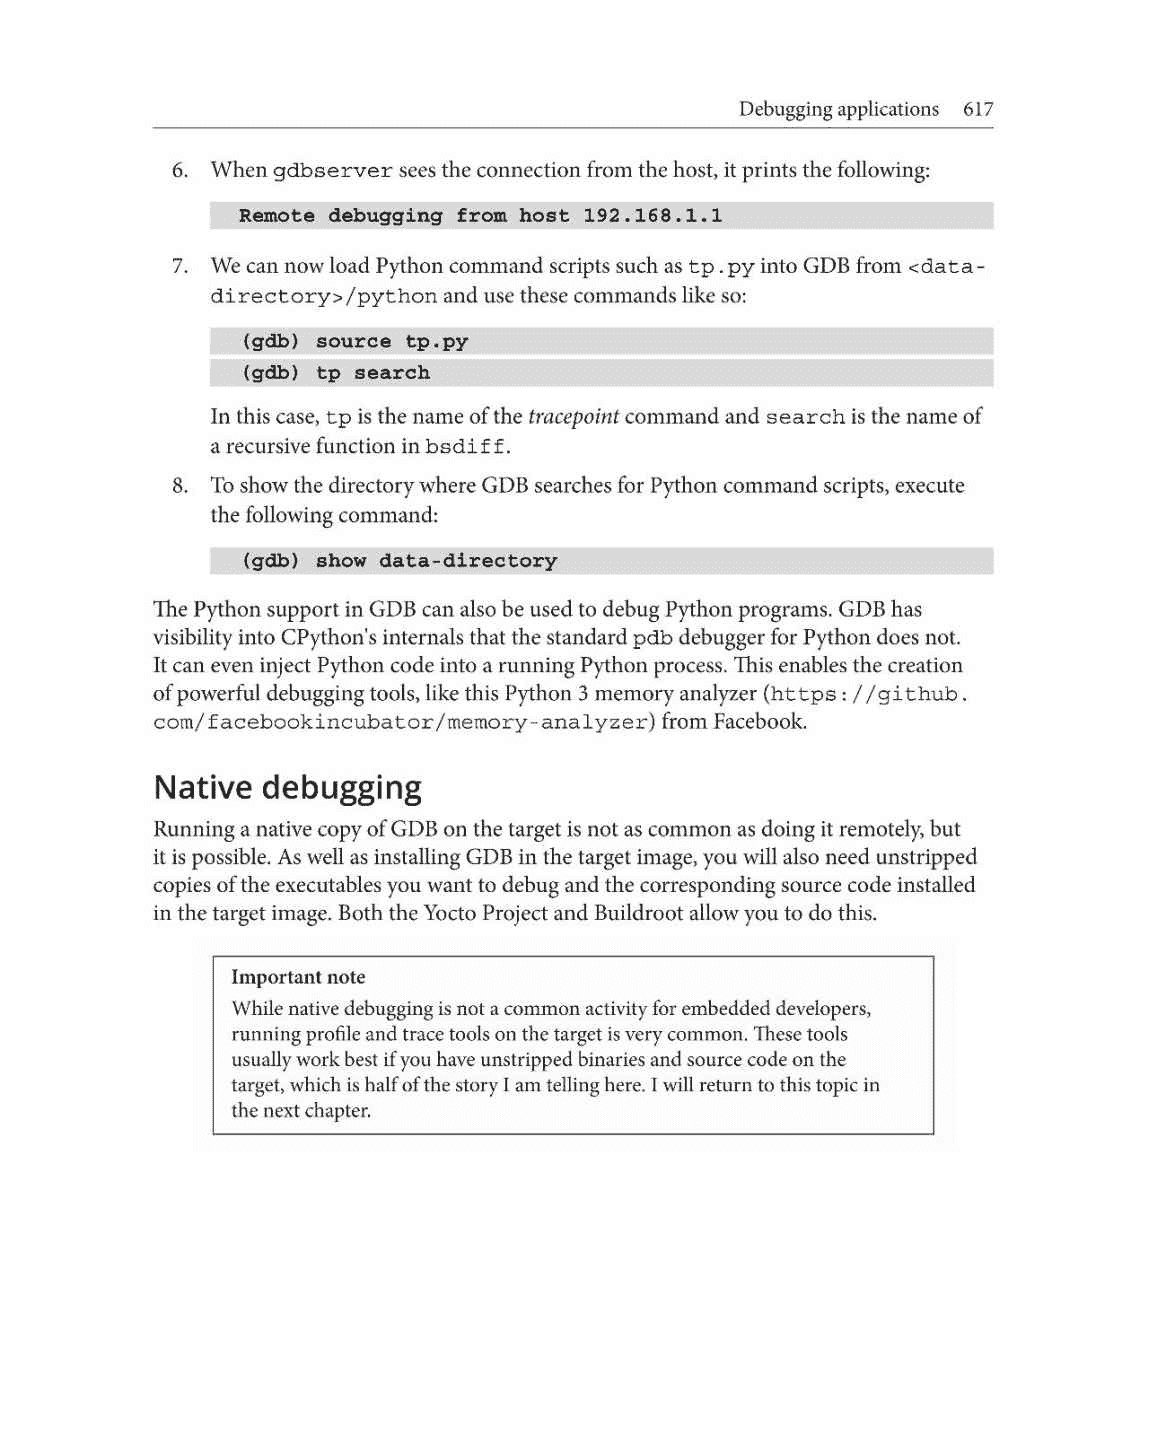 Debugging applications 617
6. When gdbserver sees the connection from the host, it prints the following:
Remote debugging from host 192.168.1.1
7. We can now load Python command scripts such as tp.py into GDB from <data-
directory>/python and use these commands like so:
(gdb) source tp.py
(gdb) tp search
In this case, tp is the name of the tracepoint command and search is the name of
a recursive function in bsdiff.
8. To show the directory where GDB searches for Python command scripts, execute
the following command:
(gdb) show data-directory
The Python support in GDB can also be used to debug Python programs. GDB has
visibility into CPython's internals that the standard pdb debugger for Python does not.
It can even inject Python code into a running Python process. This enables the creation
of powerful debugging tools, like this Python 3 memory analyzer (https://github.
com/facebookincubator/memory-analyzer) from Facebook.
Native debugging
Running a native copy of GDB on the target is not as common as doing it remotely, but
it is possible. As well as installing GDB in the target image, you will also need unstripped
copies of the executables you want to debug and the corresponding source code installed
in the target image. Both the Yocto Project and Buildroot allow you to do this.
Important note
While native debugging is not a common activity for embedded developers,
running profile and trace tools on the target is very common. These tools
usually work best if you have unstripped binaries and source code on the
target, which is half of the story I am telling here. I will return to this topic in
the next chapter.